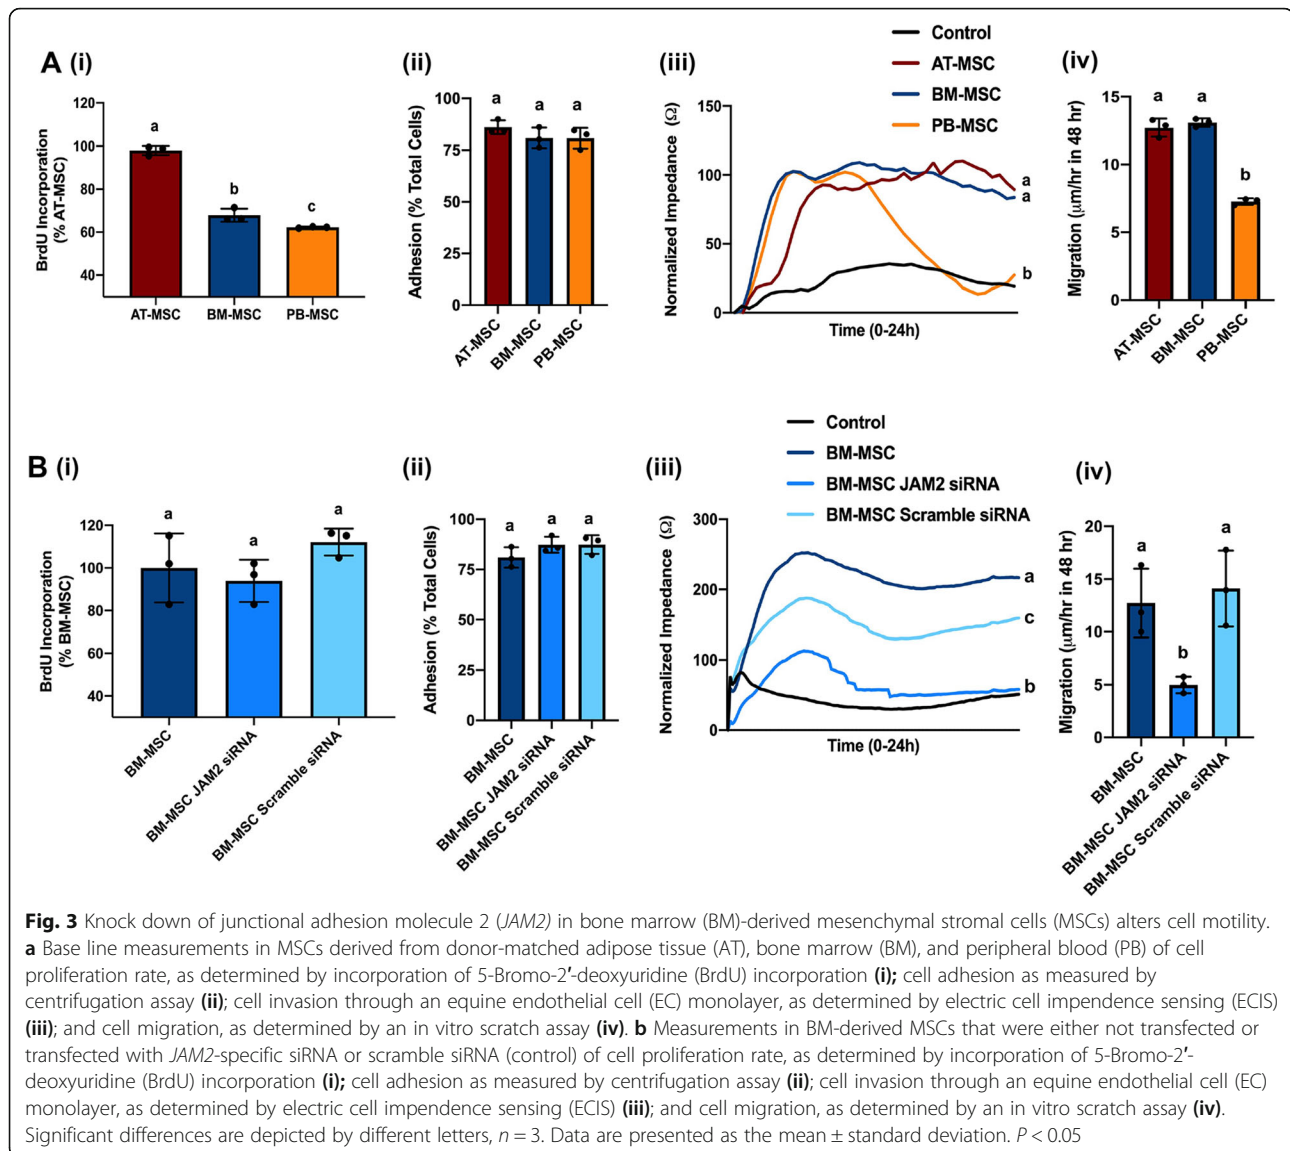 A (i)
BrdU Incorporation
(% AT-MSC)
120
100
80
60
40
a
b
c
AT-MSC
BM-MSC
PB-MSC
(ii)
Adhesion (% Total Cells)
100
75
50
25
0
a
a
a
AT-MSC
BM-MSC
PB-MSC
(iii)
Control
AT-MSC
BM-MSC
PB-MSC
Normalized Impedance (Ω)
150
100
50
0
a
a
b
Time (0-24h)
(iv)
Migration (μm/hr in 48 hr)
15
10
5
0
a
a
b
AT-MSC
BM-MSC
PB-MSC
B (i)
BrdU Incorporation
(% BM-MSC)
120
100
80
60
40
a
a
a
BM-MSC
BM-MSC JAM2 siRNA
BM-MSC Scramble siRNA
(ii)
Adhesion (% Total Cells)
100
75
50
25
0
a
a
a
BM-MSC
BM-MSC JAM2 siRNA
BM-MSC Scramble siRNA
(iii)
Control
BM-MSC
BM-MSC JAM2 siRNA
BM-MSC Scramble siRNA
Normalized Impedance (Ω)
300
200
100
0
a
c
b
Time (0-24h)
(iv)
Migration (μm/hr in 48 hr)
20
15
10
5
0
a
b
a
BM-MSC
BM-MSC JAM2 siRNA
BM-MSC Scramble siRNA
Fig. 3 Knock down of junctional adhesion molecule 2 (JAM2) in bone marrow (BM)-derived mesenchymal stromal cells (MSCs) alters cell motility.
a Base line measurements in MSCs derived from donor-matched adipose tissue (AT), bone marrow (BM), and peripheral blood (PB) of cell
proliferation rate, as determined by incorporation of 5-Bromo-2′-deoxyuridine (BrdU) incorporation (i); cell adhesion as measured by
centrifugation assay (ii); cell invasion through an equine endothelial cell (EC) monolayer, as determined by electric cell impendence sensing (ECIS)
(iii); and cell migration, as determined by an in vitro scratch assay (iv). b Measurements in BM-derived MSCs that were either not transfected or
transfected with JAM2-specific siRNA or scramble siRNA (control) of cell proliferation rate, as determined by incorporation of 5-Bromo-2′-
deoxyuridine (BrdU) incorporation (i); cell adhesion as measured by centrifugation assay (ii); cell invasion through an equine endothelial cell (EC)
monolayer, as determined by electric cell impendence sensing (ECIS) (iii); and cell migration, as determined by an in vitro scratch assay (iv).
Significant differences are depicted by different letters, n = 3. Data are presented as the mean ± standard deviation. P < 0.05